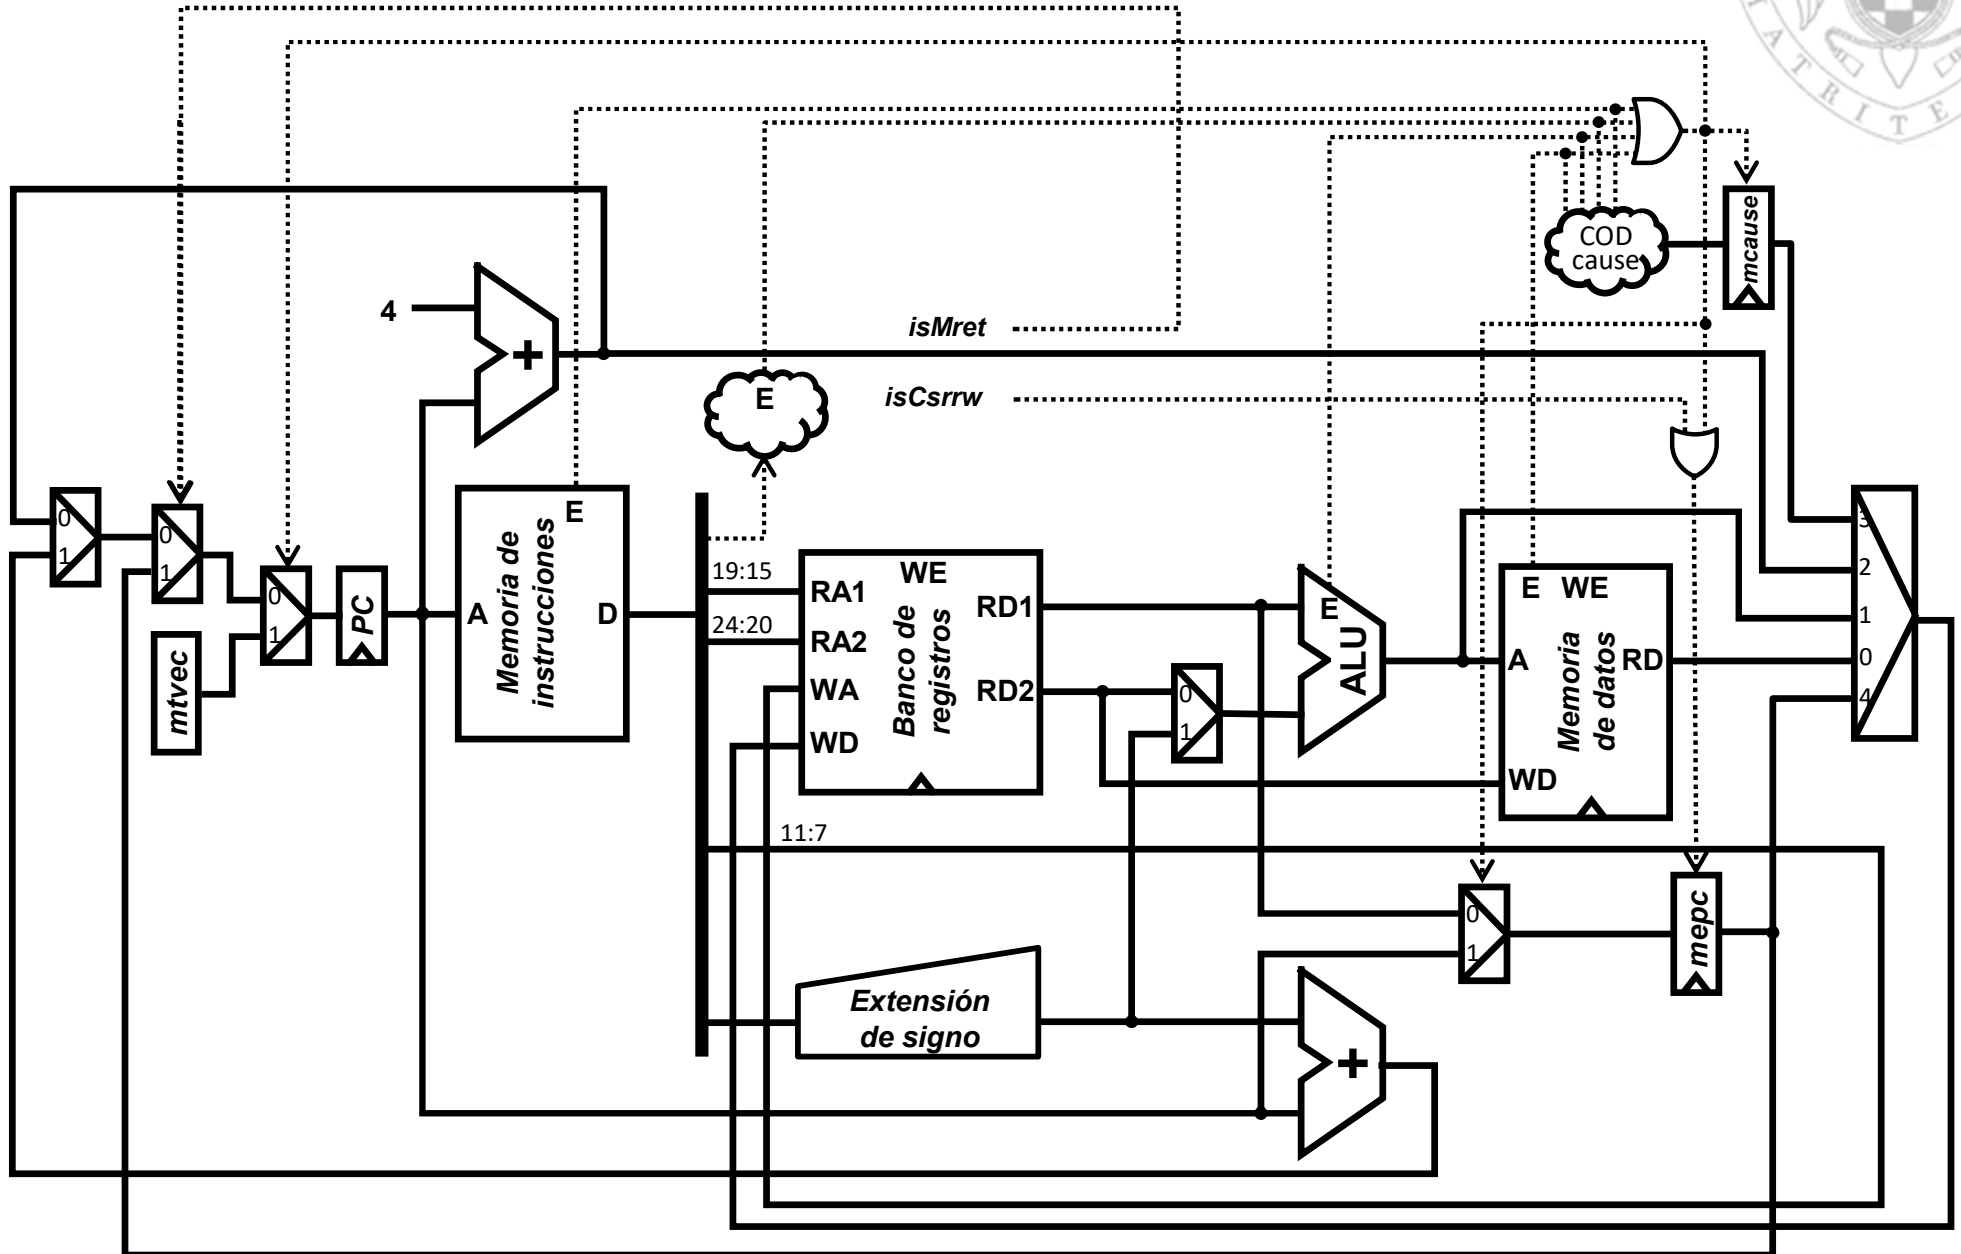 A T R I T E
COD
cause
mcause
4
+
isMret
E
isCsrrw
0
1
0
1
0
1
mtvec
PC
A
E
D
Memoria de
instrucciones
19:15
24:20
RA1
RA2
WA
WD
WE
Banco de
registros
RD1
RD2
0
1
E
ALU
A
E WE
WD
Memoria
de datos
RD
3
2
1
0
4
11:7
0
1
mepc
Extensión
de signo
+